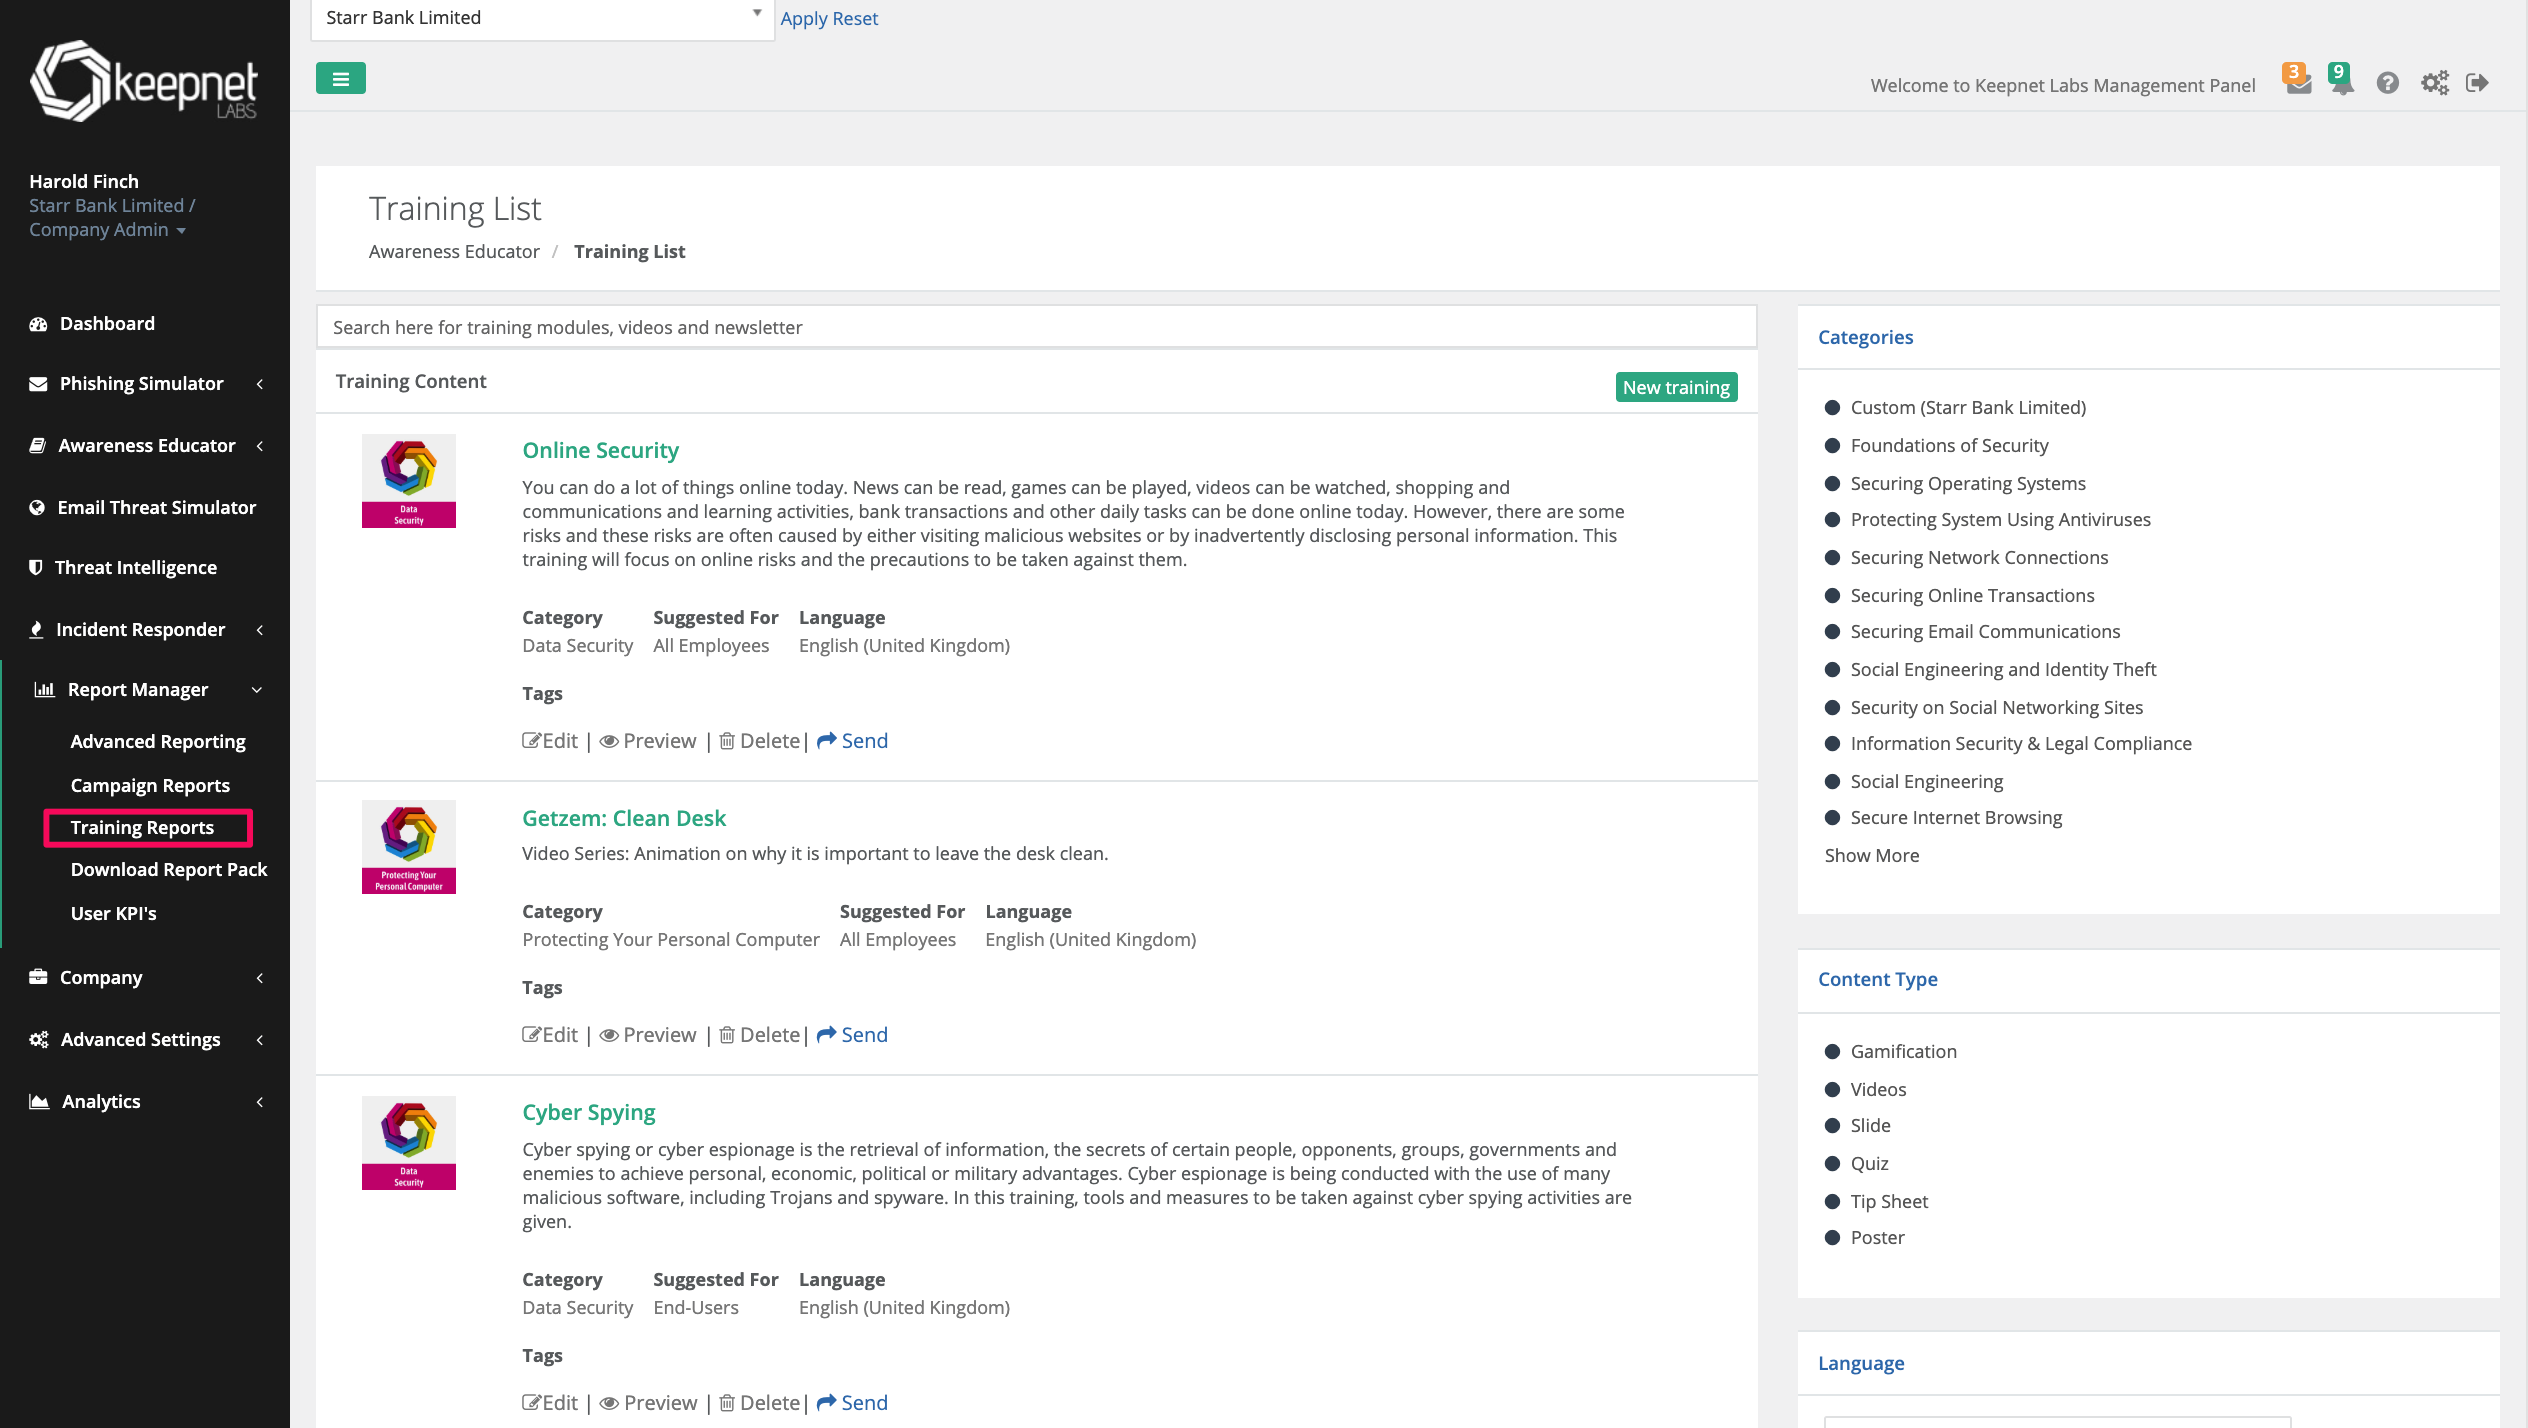 Starr Bank Limited
Apply Reset
keepnet
LABS
Welcome to Keepnet Labs Management Panel
3
9
Harold Finch
Starr Bank Limited /
Company Admin
Dashboard
Phishing Simulator
Awareness Educator
Email Threat Simulator
Threat Intelligence
Incident Responder
Report Manager
Advanced Reporting
Campaign Reports
Training Reports
Download Report Pack
User KPI's
Company
Advanced Settings
Analytics
Training List
Awareness Educator / Training List
Search here for training modules, videos and newsletter
Training Content
New training
Data
Security
Online Security
You can do a lot of things online today. News can be read, games can be played, videos can be watched, shopping and
communications and learning activities, bank transactions and other daily tasks can be done online today. However, there are some
risks and these risks are often caused by either visiting malicious websites or by inadvertently disclosing personal information. This
training will focus on online risks and the precautions to be taken against them.
Category Suggested For Language
Data Security All Employees English (United Kingdom)
Tags
Edit | Preview | Delete| Send
Protecting Your
Personal Computer
Getzem: Clean Desk
Video Series: Animation on why it is important to leave the desk clean.
Category Suggested For Language
Protecting Your Personal Computer All Employees English (United Kingdom)
Tags
Edit | Preview | Delete| Send
Data
Security
Cyber Spying
Cyber spying or cyber espionage is the retrieval of information, the secrets of certain people, opponents, groups, governments and
enemies to achieve personal, economic, political or military advantages. Cyber espionage is being conducted with the use of many
malicious software, including Trojans and spyware. In this training, tools and measures to be taken against cyber spying activities are
given.
Category Suggested For Language
Data Security End-Users English (United Kingdom)
Tags
Edit | Preview | Delete| Send
Categories
Custom (Starr Bank Limited)
Foundations of Security
Securing Operating Systems
Protecting System Using Antiviruses
Securing Network Connections
Securing Online Transactions
Securing Email Communications
Social Engineering and Identity Theft
Security on Social Networking Sites
Information Security & Legal Compliance
Social Engineering
Secure Internet Browsing
Show More
Content Type
Gamification
Videos
Slide
Quiz
Tip Sheet
Poster
Language